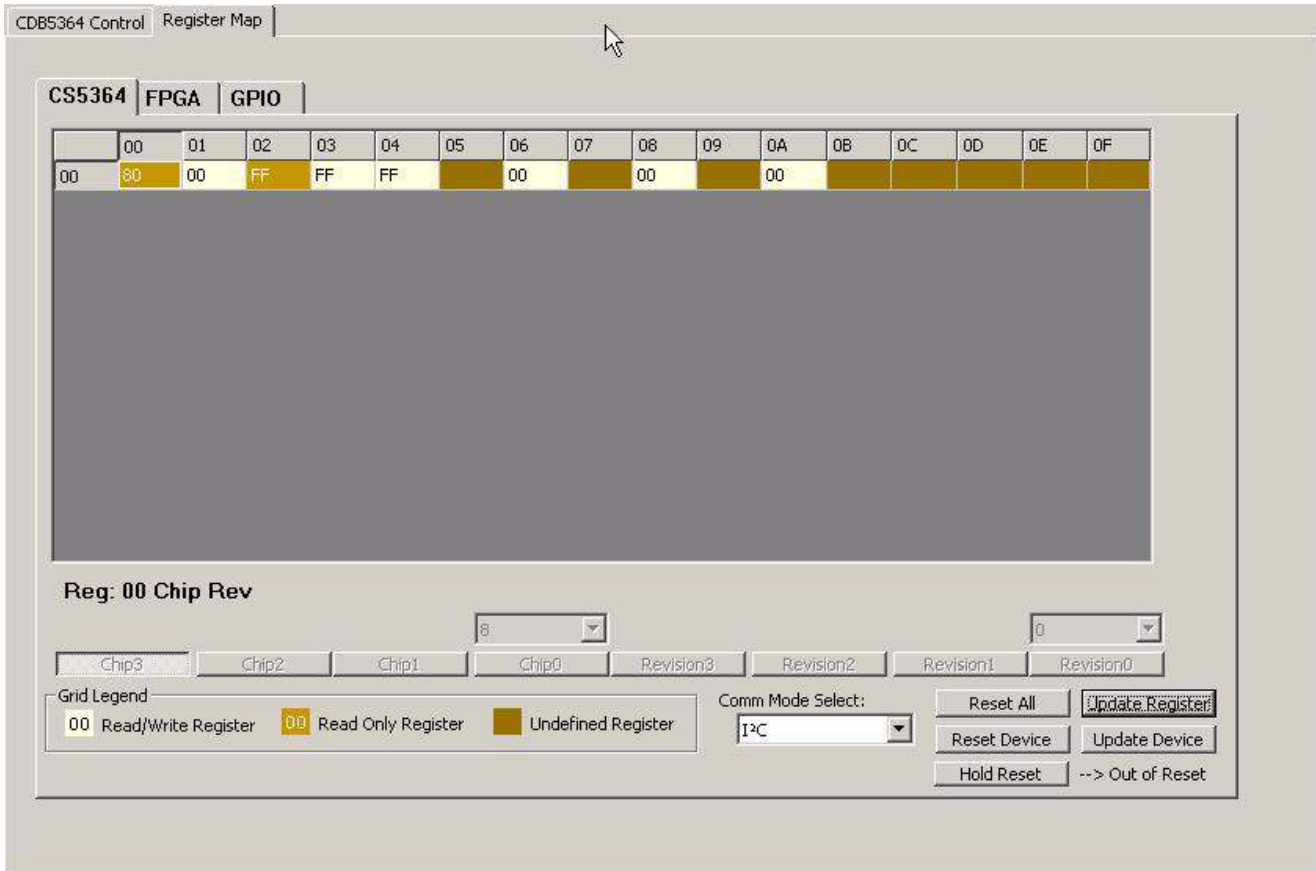 CDB5364 Control Register Map
CS5364 FPGA GPIO
00 01 02 03 04 05 06 07 08 09 0A 0B 0C 0D 0E 0F
00 80 00 FF FF FF 00 00 00
Reg: 00 Chip Rev
8 0
Chip3 Chip2 Chip1 Chip0 Revision3 Revision2 Revision1 Revision0
Grid Legend
00 Read/Write Register 00 Read Only Register Undefined Register
Comm Mode Select:
I²C
Reset All Update Register
Reset Device Update Device
Hold Reset --> Out of Reset